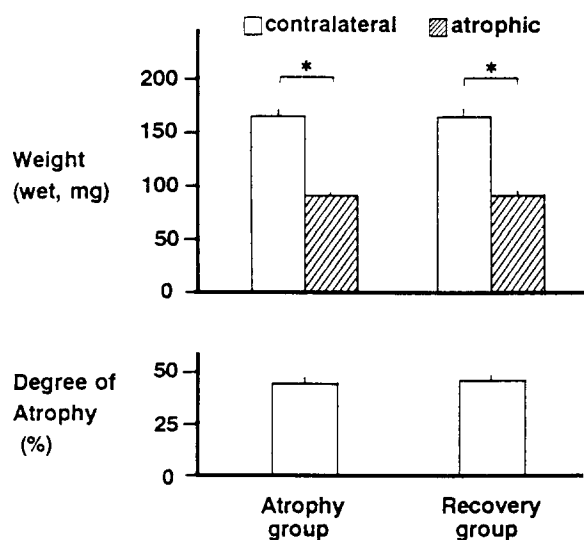 contralateral atrophic
* *
200
150
Weight
(wet, mg)
100
50
0
50
Degree of
Atrophy
(%)
25
0
Atrophy
group
Recovery
group